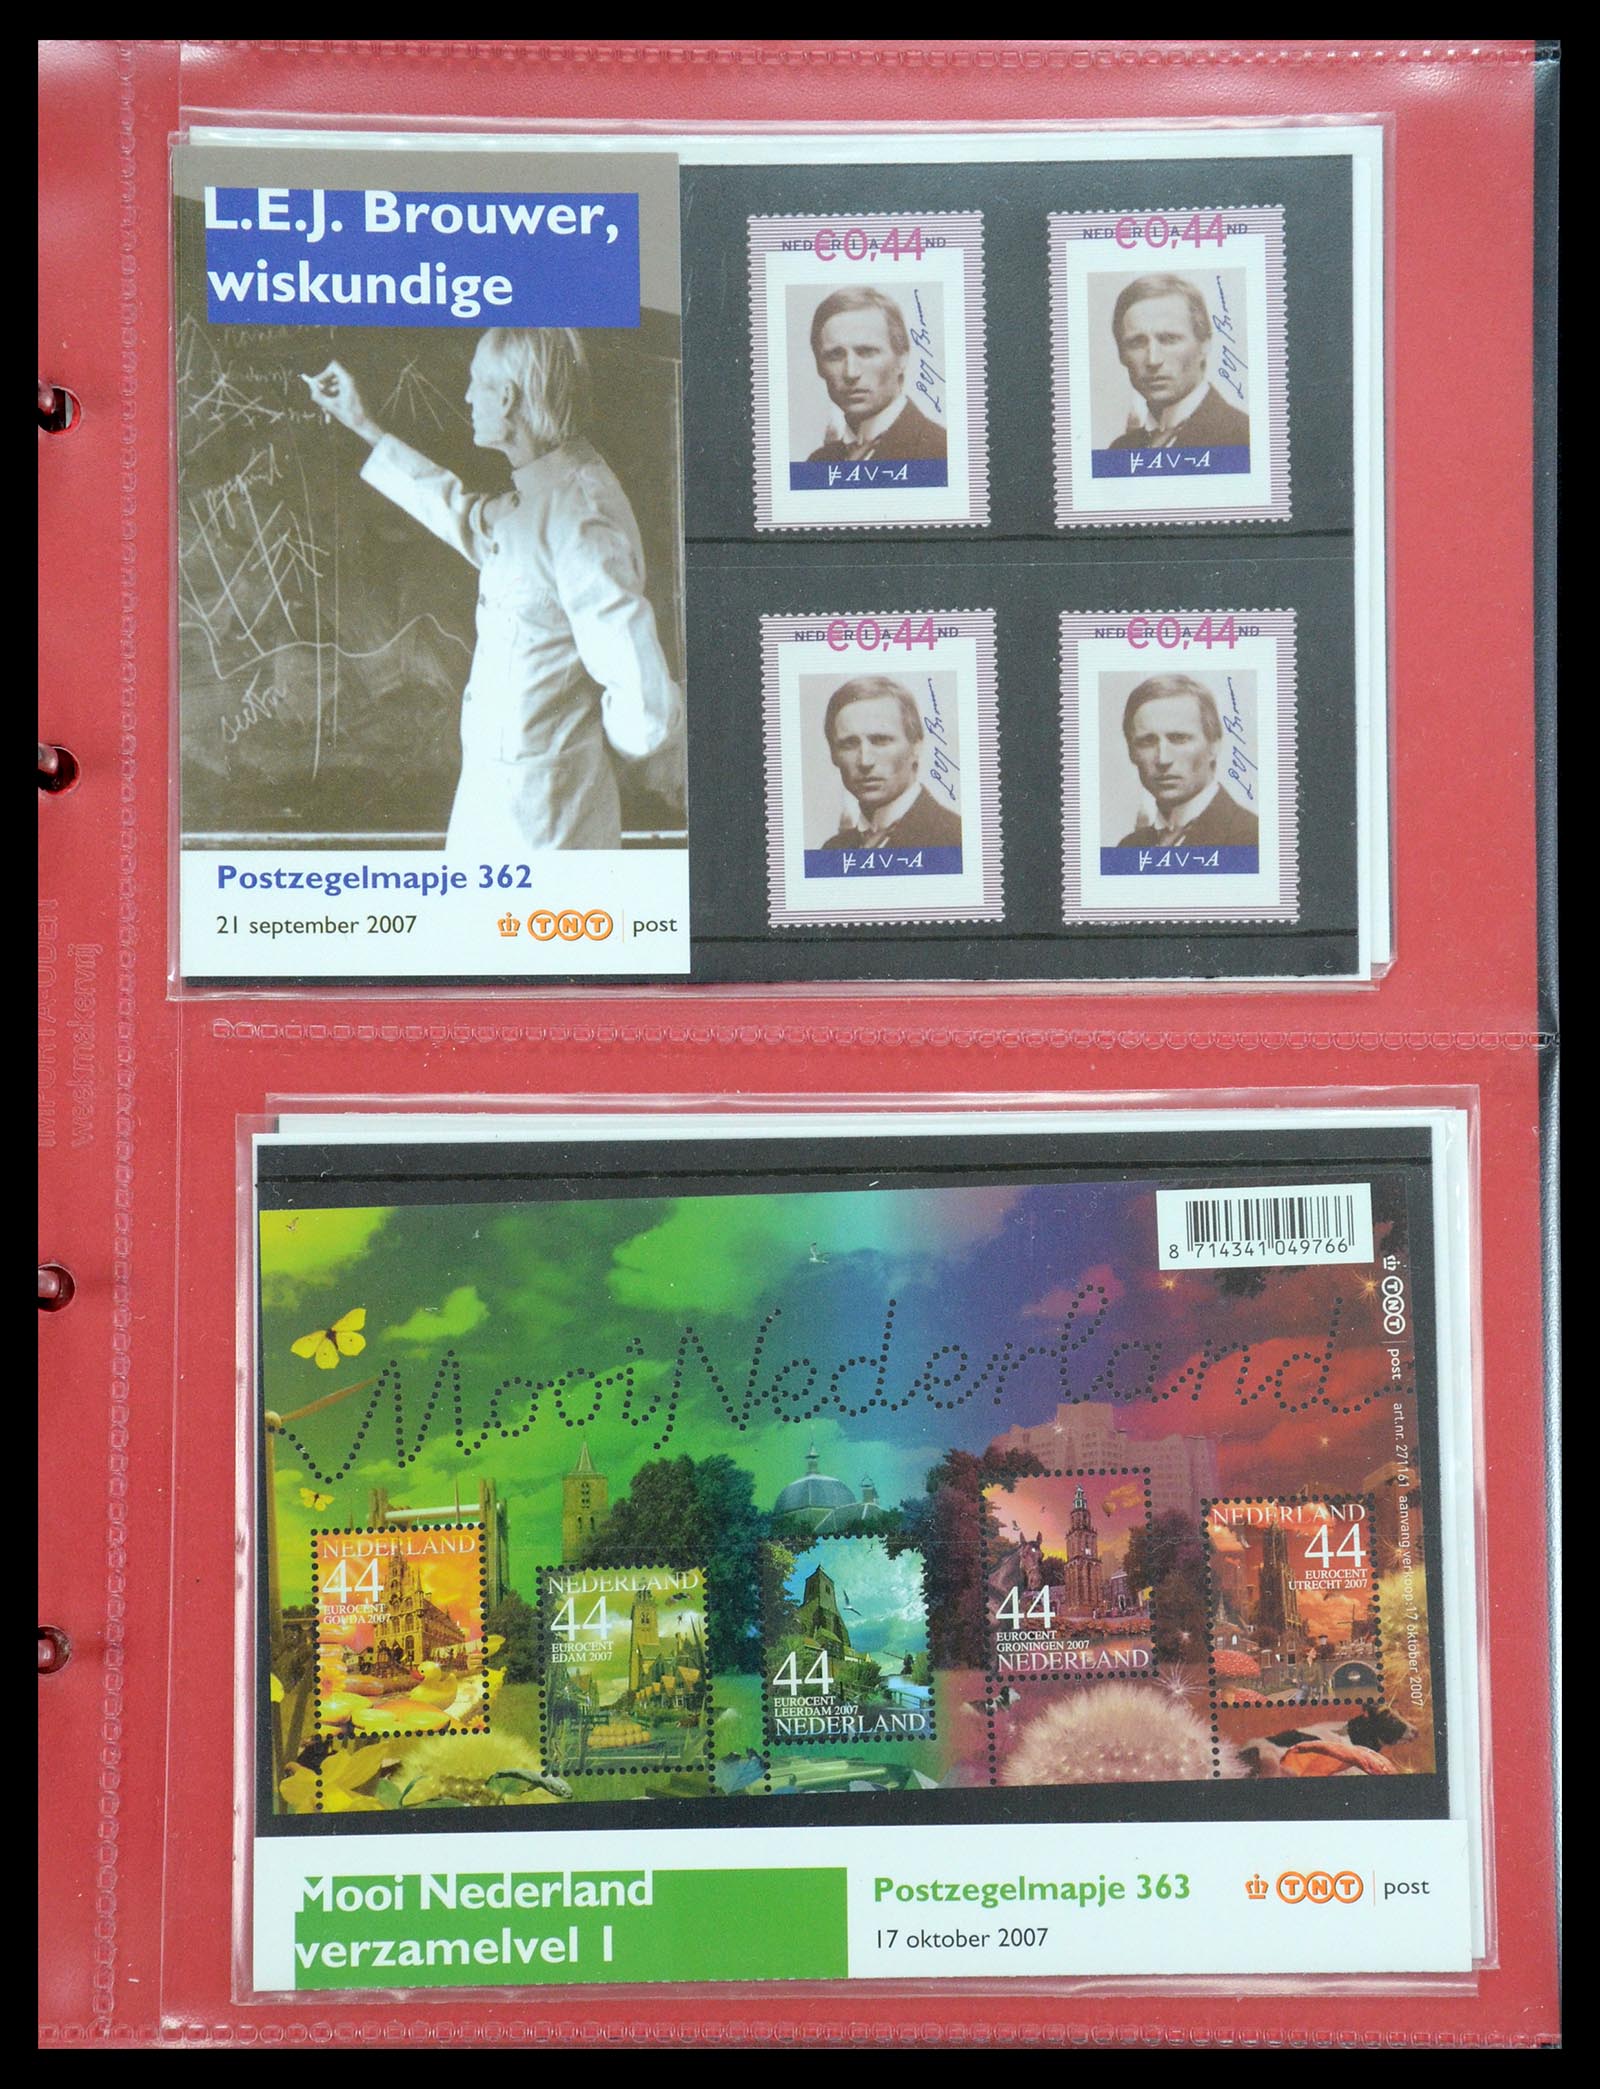 L.E.J. Brouwer,
wiskundige
Postzegelmapje 362
21 september 2007
TNT post
NEDERLAND
€0,44
⊬ A ∨ ¬A
NEDERLAND
€0,44
⊬ A ∨ ¬A
NEDERLAND
€0,44
⊬ A ∨ ¬A
NEDERLAND
€0,44
⊬ A ∨ ¬A
IMPORTA-UDEN
weekmakervrij
8 714341 049766
TNT post art.nr. 271161 aanvang verkoop: 17 oktober 2007
Mooi Nederland
NEDERLAND
44
EUROCENT
GOUDA 2007
NEDERLAND
44
EUROCENT
EDAM 2007
44
EUROCENT
LEERDAM 2007
NEDERLAND
44
EUROCENT
GRONINGEN 2007
NEDERLAND
NEDERLAND
44
EUROCENT
UTRECHT 2007
Mooi Nederland
verzamelvel 1
Postzegelmapje 363
17 oktober 2007
TNT post